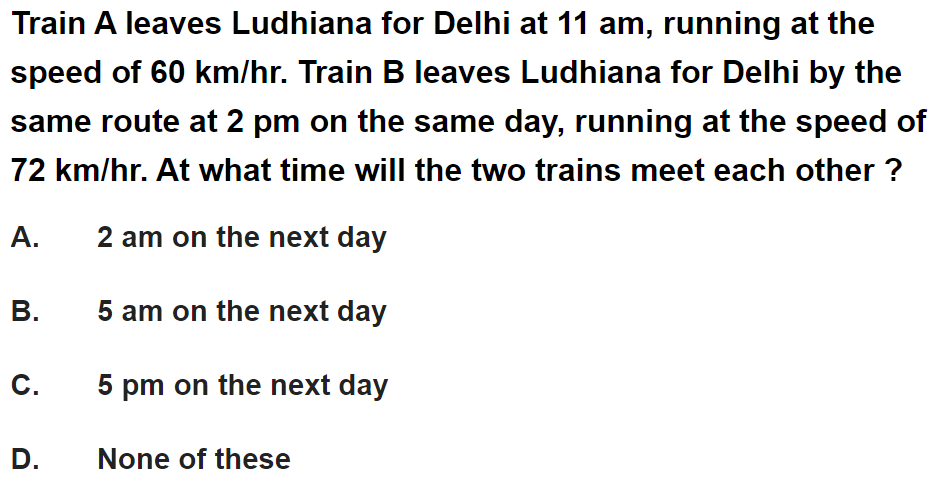 Train A leaves Ludhiana for Delhi at 11 am, running at the
speed of 60 km/hr. Train B leaves Ludhiana for Delhi by the
same route at 2 pm on the same day, running at the speed of
72 km/hr. At what time will the two trains meet each other ?
A. 2 am on the next day
B. 5 am on the next day
C. 5 pm on the next day
D. None of these